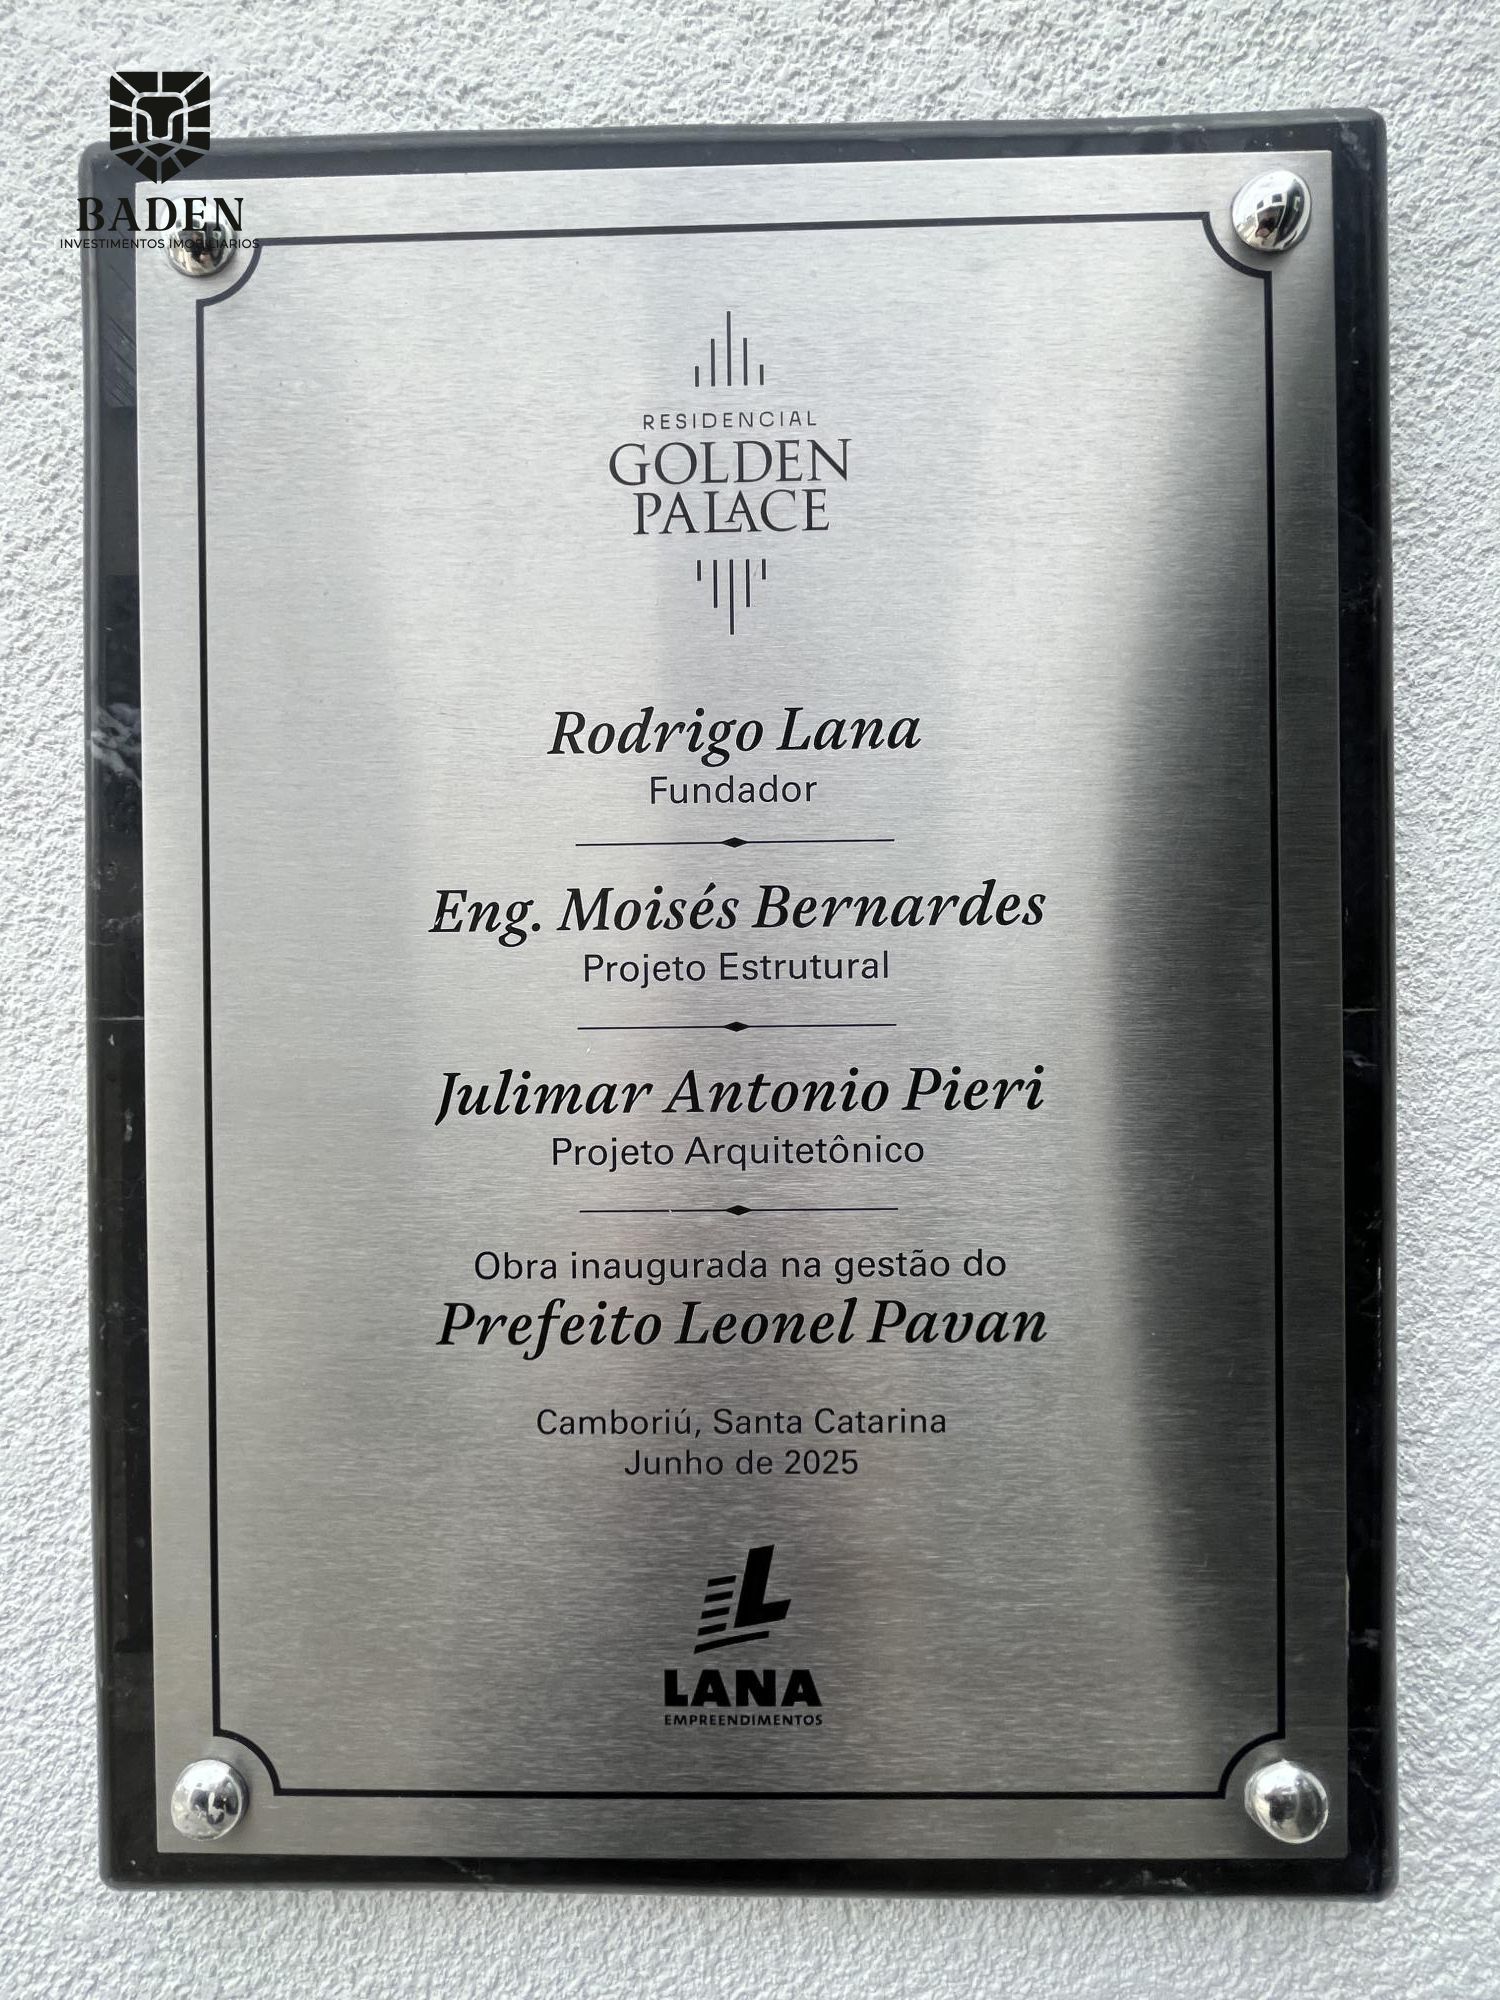 BADEN
INVESTIMENTOS IMOBILIARIOS
RESIDENCIAL
GOLDEN
PALACE
Rodrigo Lana
Fundador
Eng. Moisés Bernardes
Projeto Estrutural
Julimar Antonio Pieri
Projeto Arquitetônico
Obra inaugurada na gestão do
Prefeito Leonel Pavan
Camboriú, Santa Catarina
Junho de 2025
L
LANA
EMPREENDIMENTOS